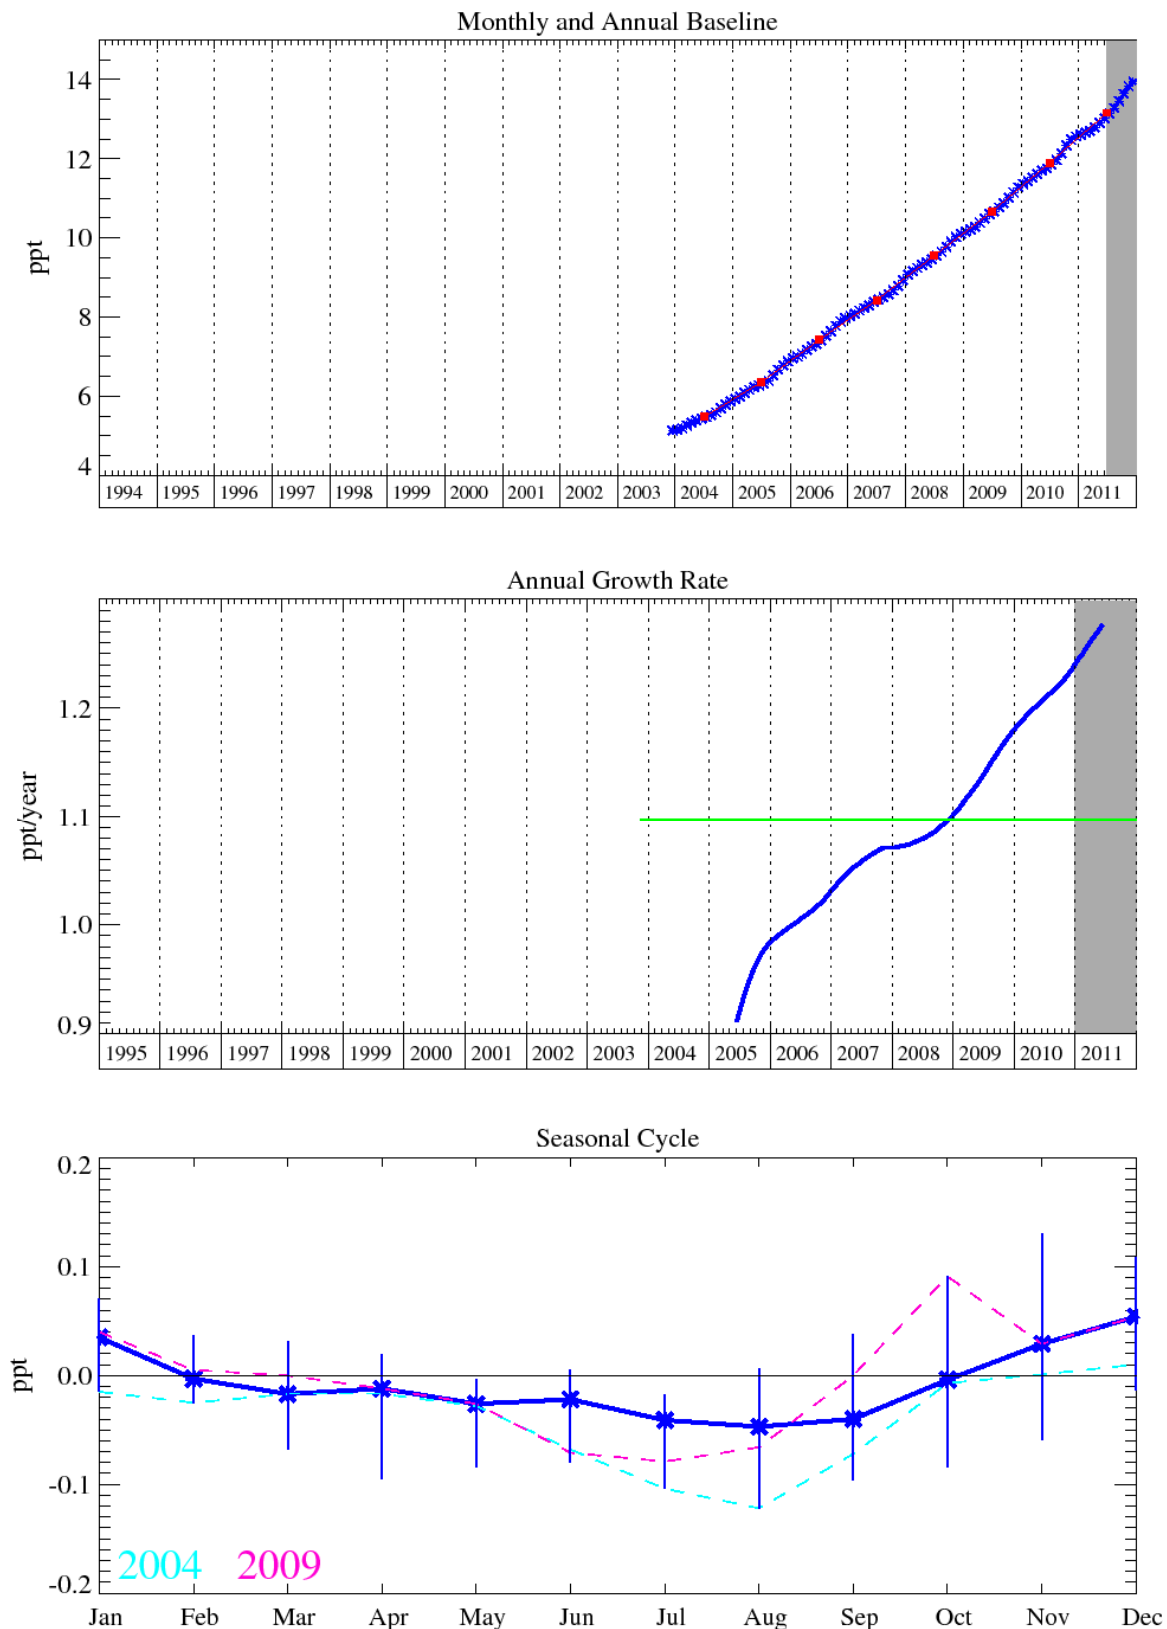 Monthly and Annual Baseline
14
12
10
8
6
4
ppt
1994 1995 1996 1997 1998 1999 2000 2001 2002 2003 2004 2005 2006 2007 2008 2009 2010 2011
Annual Growth Rate
1.2
1.1
1.0
0.9
ppt/year
1995 1996 1997 1998 1999 2000 2001 2002 2003 2004 2005 2006 2007 2008 2009 2010 2011
Seasonal Cycle
0.2
0.1
0.0
-0.1
-0.2
ppt
2004 2009
Jan Feb Mar Apr May Jun Jul Aug Sep Oct Nov Dec